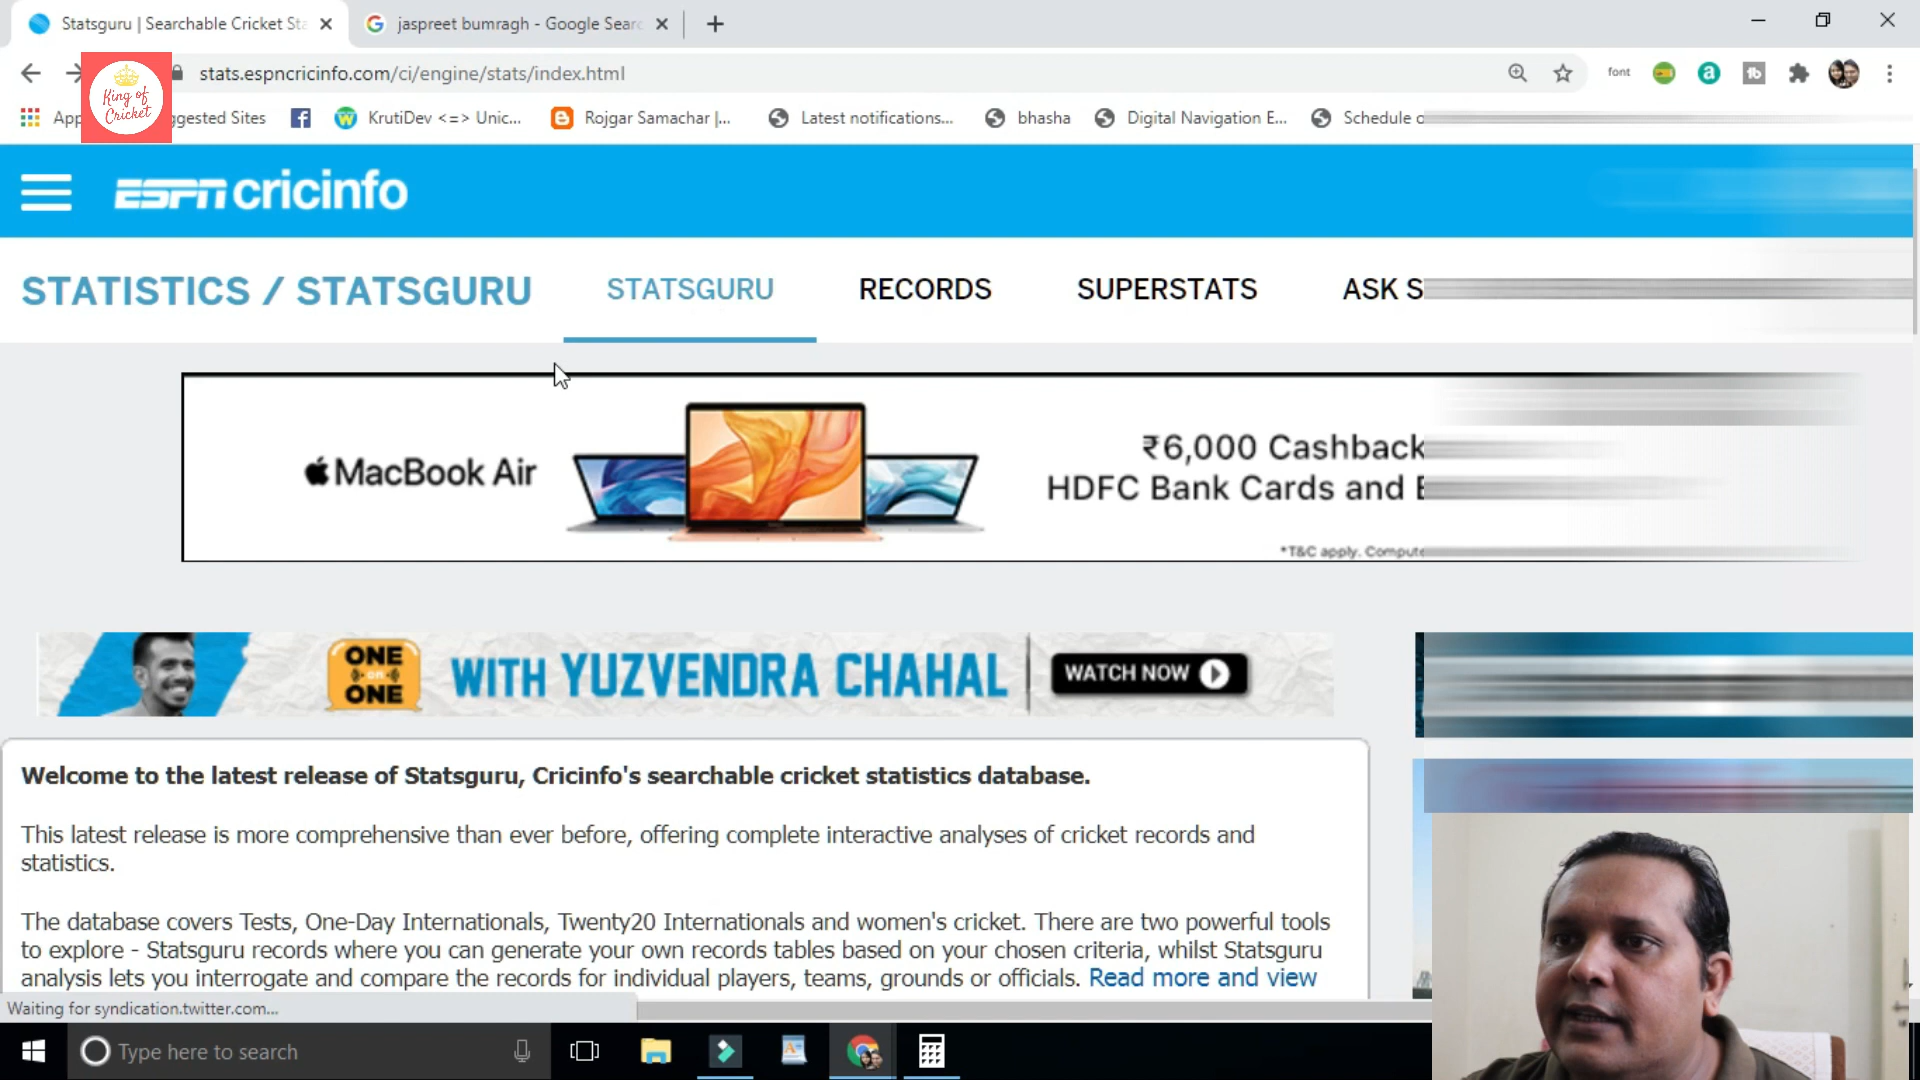 Statsguru | Searchable Cricket Sta
jaspreet bumragh - Google Searc
stats.espncricinfo.com/ci/engine/stats/index.html
font
King of
Cricket
App
ggested Sites
KrutiDev <=> Unic...
Rojgar Samachar |...
Latest notifications...
bhasha
Digital Navigation E...
Schedule o
ESPN cricinfo
STATISTICS / STATSGURU
STATSGURU
RECORDS
SUPERSTATS
ASK S
MacBook Air
₹6,000 Cashback
HDFC Bank Cards and E
*T&C apply. Compute
ONE
on
ONE
WITH YUZVENDRA CHAHAL
WATCH NOW
Welcome to the latest release of Statsguru, Cricinfo's searchable cricket statistics database.
This latest release is more comprehensive than ever before, offering complete interactive analyses of cricket records and
statistics.
The database covers Tests, One-Day Internationals, Twenty20 Internationals and women's cricket. There are two powerful tools
to explore - Statsguru records where you can generate your own records tables based on your chosen criteria, whilst Statsguru
analysis lets you interrogate and compare the records for individual players, teams, grounds or officials. Read more and view
Waiting for syndication.twitter.com...
Type here to search